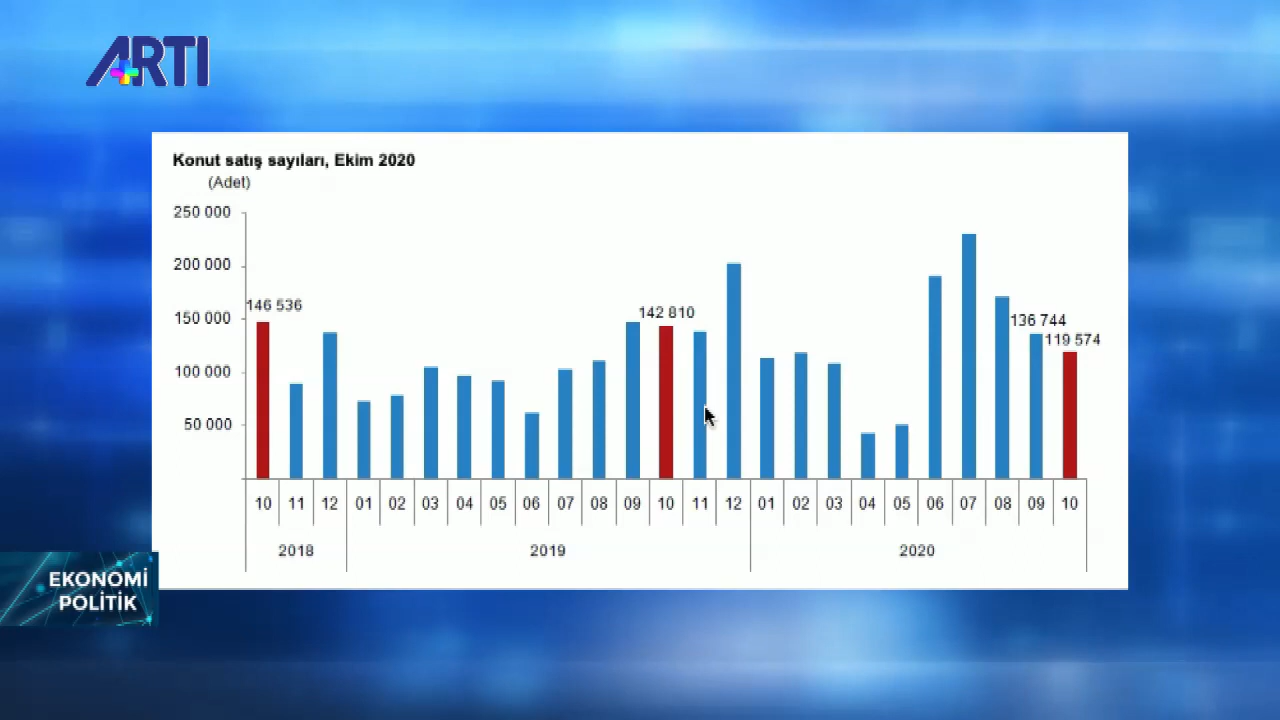 ARTI
Konut satış sayıları, Ekim 2020
(Adet)
250 000
200 000
150 000
100 000
50 000
146 536
142 810
136 744
119 574
10 11 12 01 02 03 04 05 06 07 08 09 10 11 12 01 02 03 04 05 06 07 08 09 10
2018 2019 2020
EKONOMİ
POLİTİK